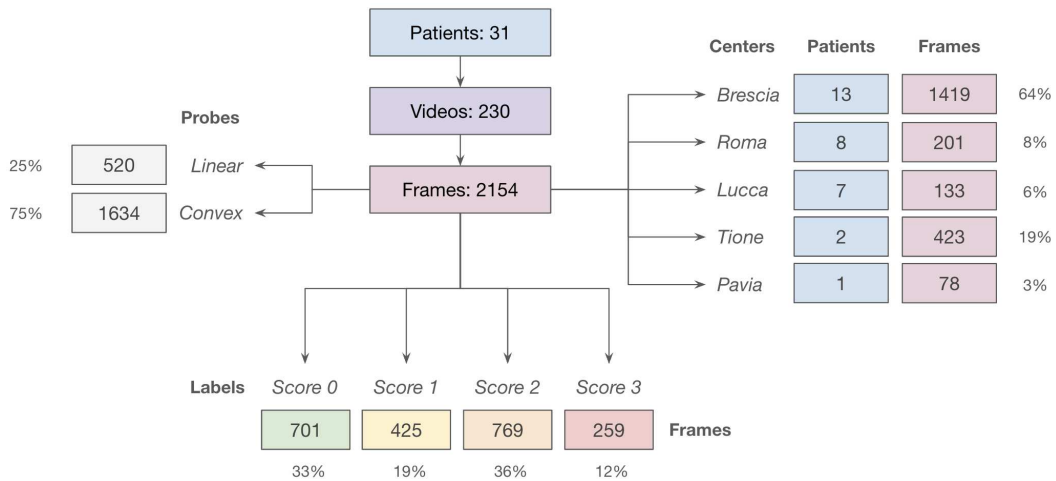 Patients: 31
Videos: 230
Frames: 2154
Probes
25% 520 Linear
75% 1634 Convex
Centers Patients Frames
Brescia 13 1419 64%
Roma 8 201 8%
Lucca 7 133 6%
Tione 2 423 19%
Pavia 1 78 3%
Labels Score 0 Score 1 Score 2 Score 3
701 425 769 259 Frames
33% 19% 36% 12%